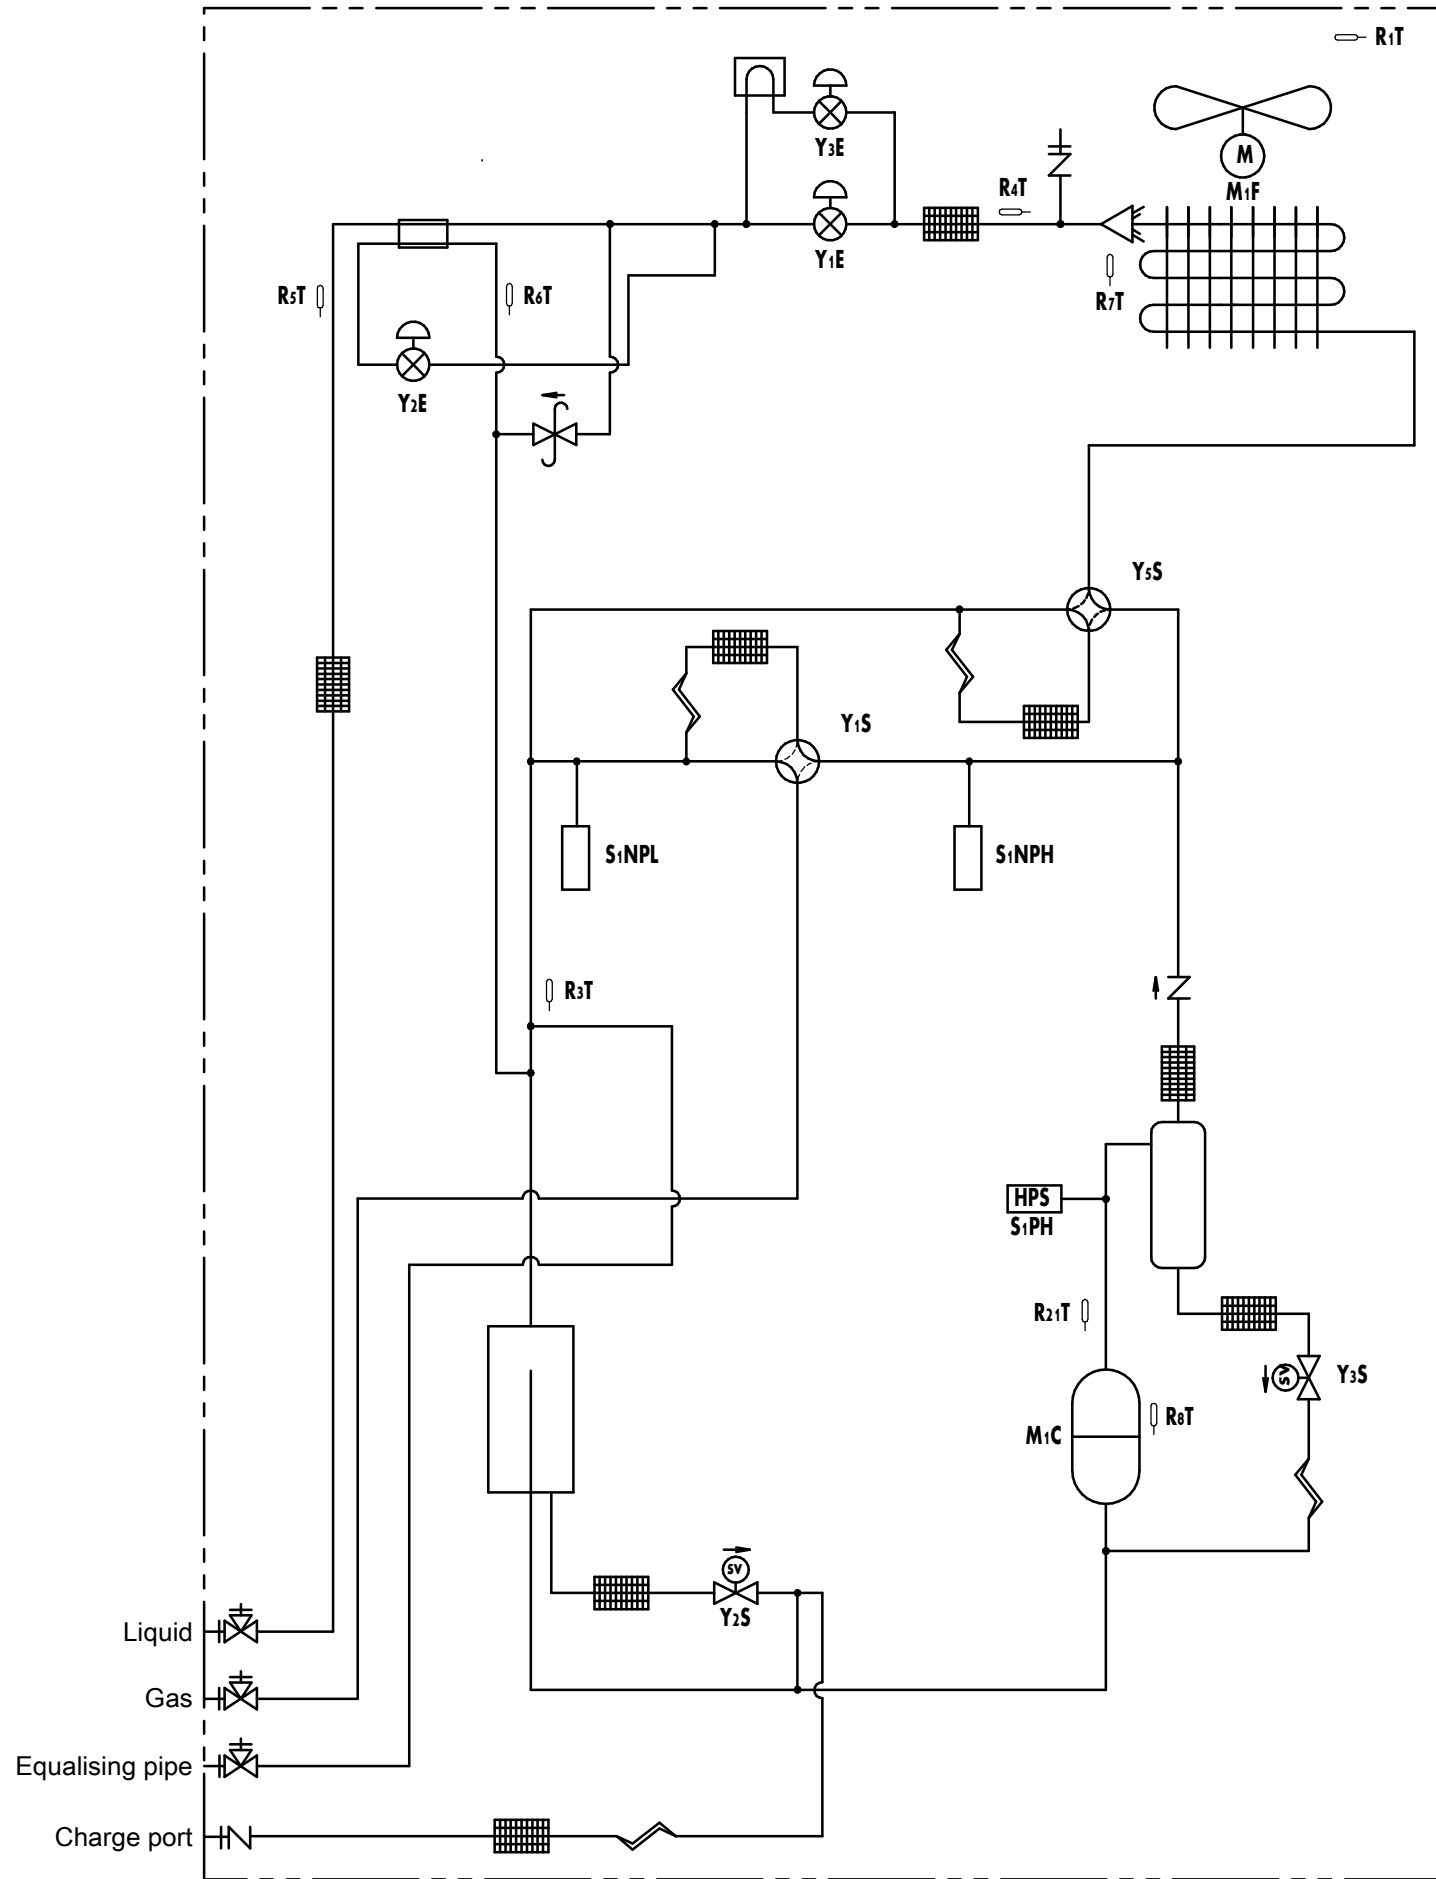 R1T
Y3E
M
M1F
R4T
Y1E
R7T
R5T
R6T
Y2E
Y5S
Y1S
S1NPL
S1NPH
R3T
HPS
S1PH
R21T
SV
Y3S
M1C
R8T
SV
Y2S
Liquid
Gas
Equalising pipe
Charge port